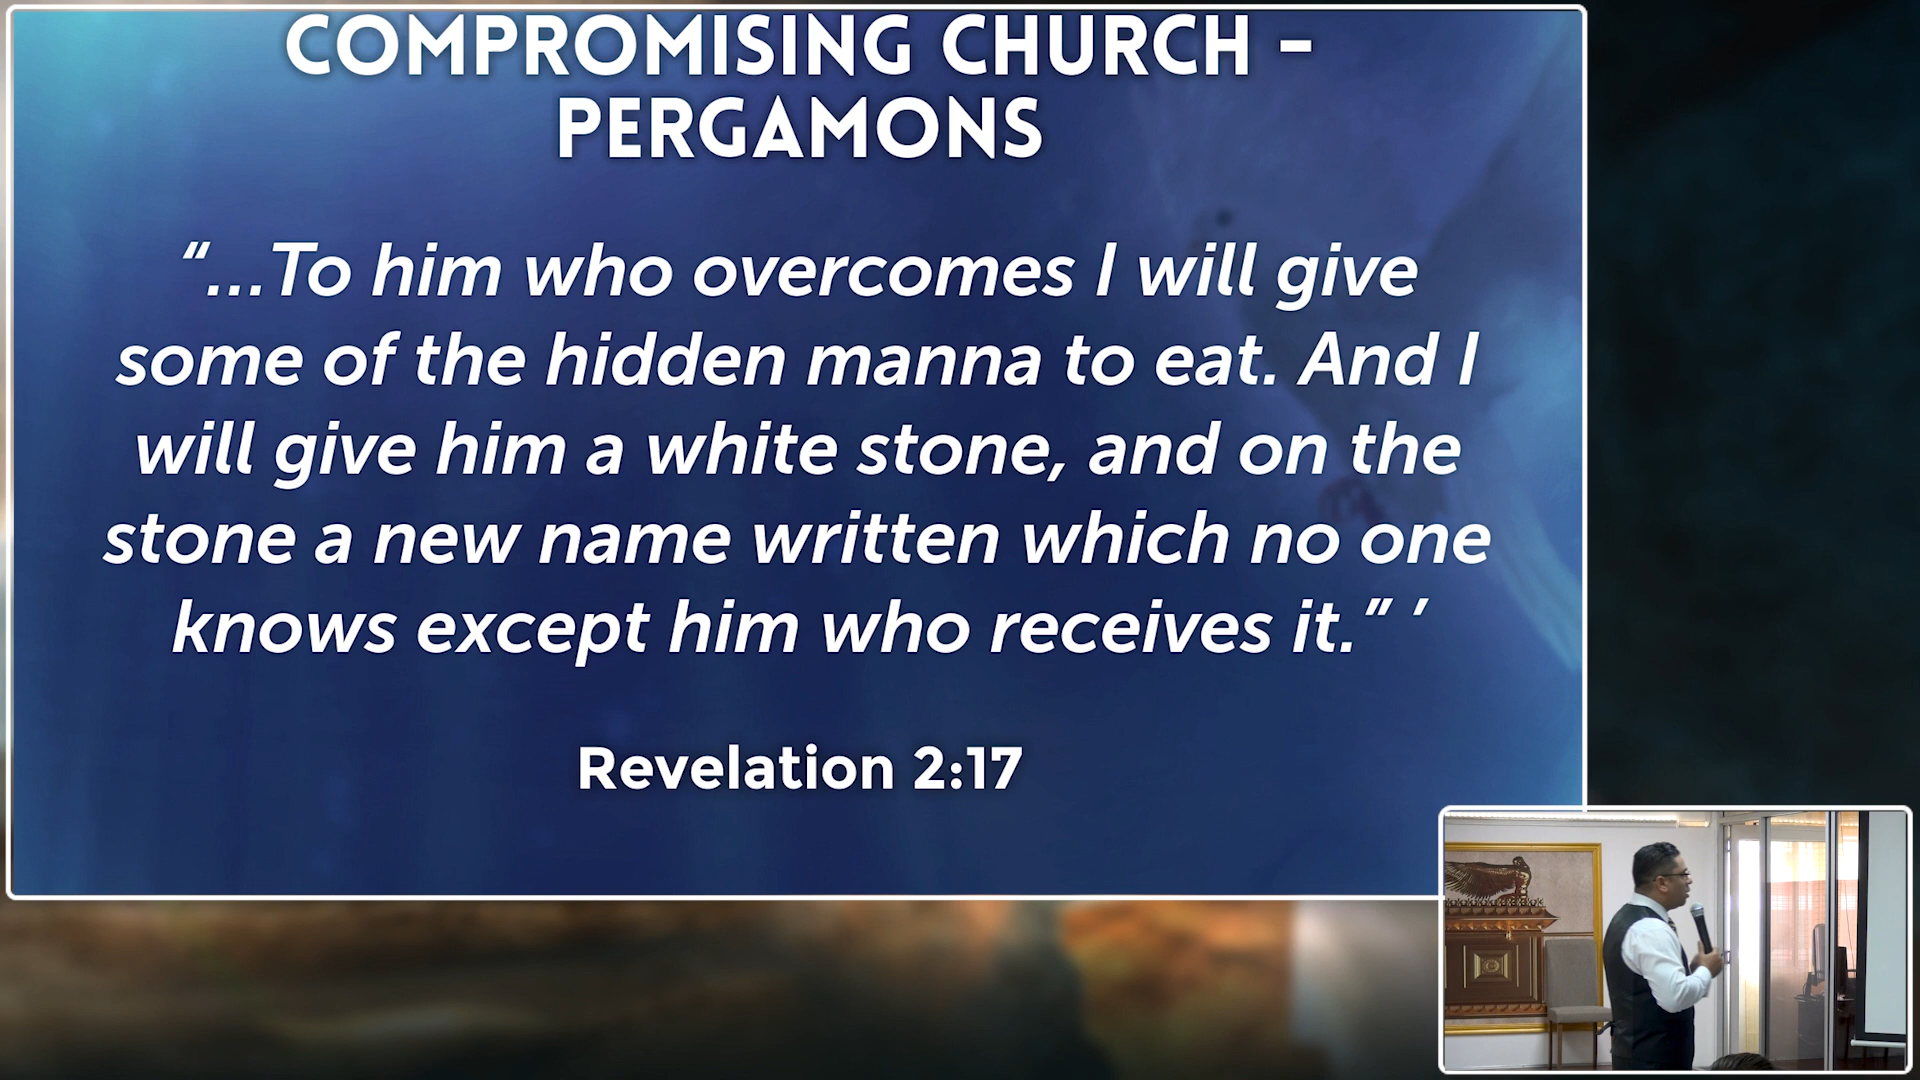 COMPROMISING CHURCH -
PERGAMONS
“...To him who overcomes I will give
some of the hidden manna to eat. And I
will give him a white stone, and on the
stone a new name written which no one
knows except him who receives it.” ’
Revelation 2:17